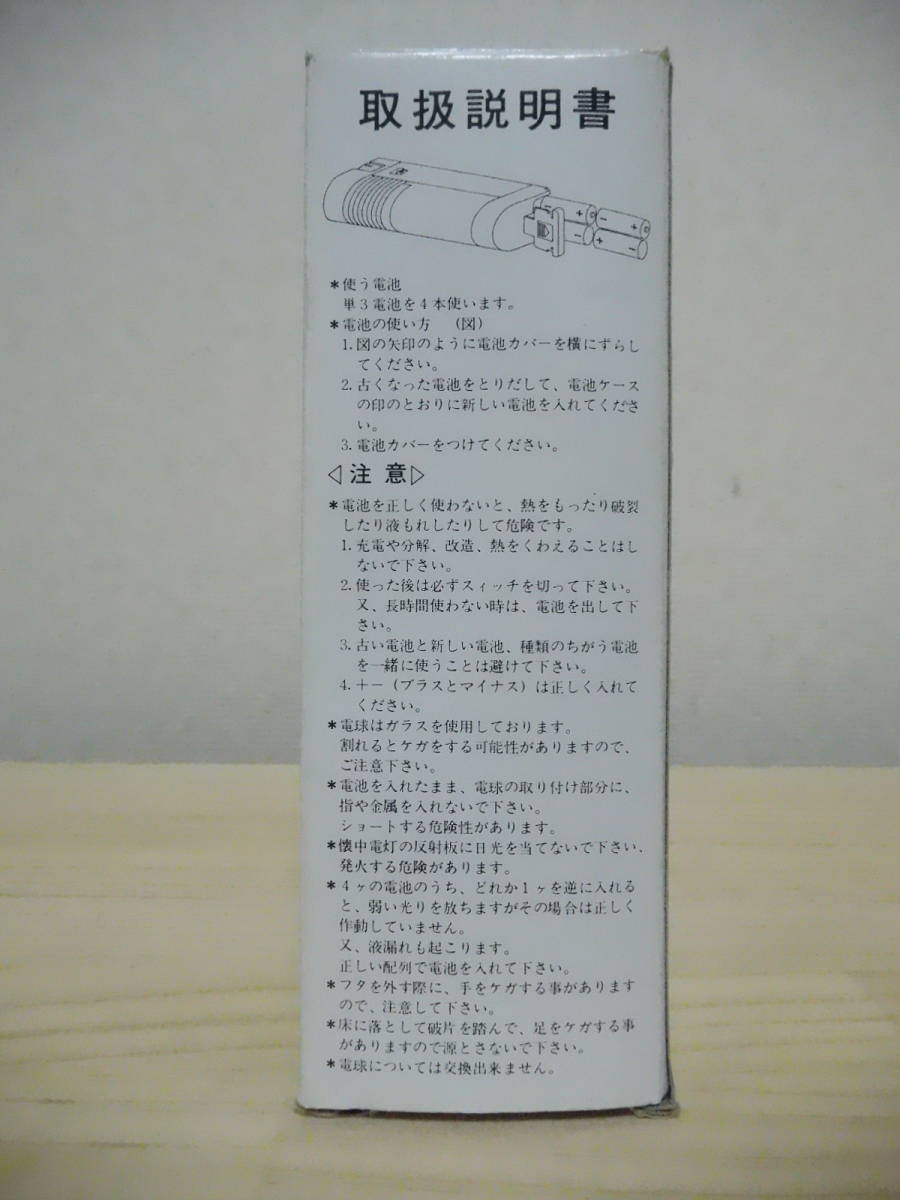 取扱説明書
*使う電池
単3電池を4本使います。
*電池の使い方 (図)
1.図の矢印のように電池カバーを横にずらし
てください。
2.古くなった電池をとりだして、電池ケース
の印のとおりに新しい電池を入れてくださ
い。
3.電池カバーをつけてください。
◁注意▷
*電池を正しく使わないと、熱をもったり破裂
したり液もれしたりして危険です。
1.充電や分解、改造、熱をくわえることはし
ないで下さい。
2.使った後は必ずスィッチを切って下さい。
又、長時間使わない時は、電池を出して下
さい。
3.古い電池と新しい電池、種類のちがう電池
を一緒に使うことは避けて下さい。
4.+−(プラスとマイナス)は正しく入れて
ください。
*電球はガラスを使用しております。
割れるとケガをする可能性がありますので、
ご注意下さい。
*電池を入れたまま、電球の取り付け部分に、
指や金属を入れないで下さい。
ショートする危険性があります。
*懐中電灯の反射板に日光を当てないで下さい、
発火する危険があります。
*4ヶの電池のうち、どれか1ヶを逆に入れる
と、弱い光りを放ちますがその場合は正しく
作動していません。
又、液漏れも起こります。
正しい配列で電池を入れて下さい。
*フタを外す際に、手をケガする事があります
ので、注意して下さい。
*床に落として破片を踏んで、足をケガする事
がありますので源とさないで下さい。
*電球については交換出来ません。